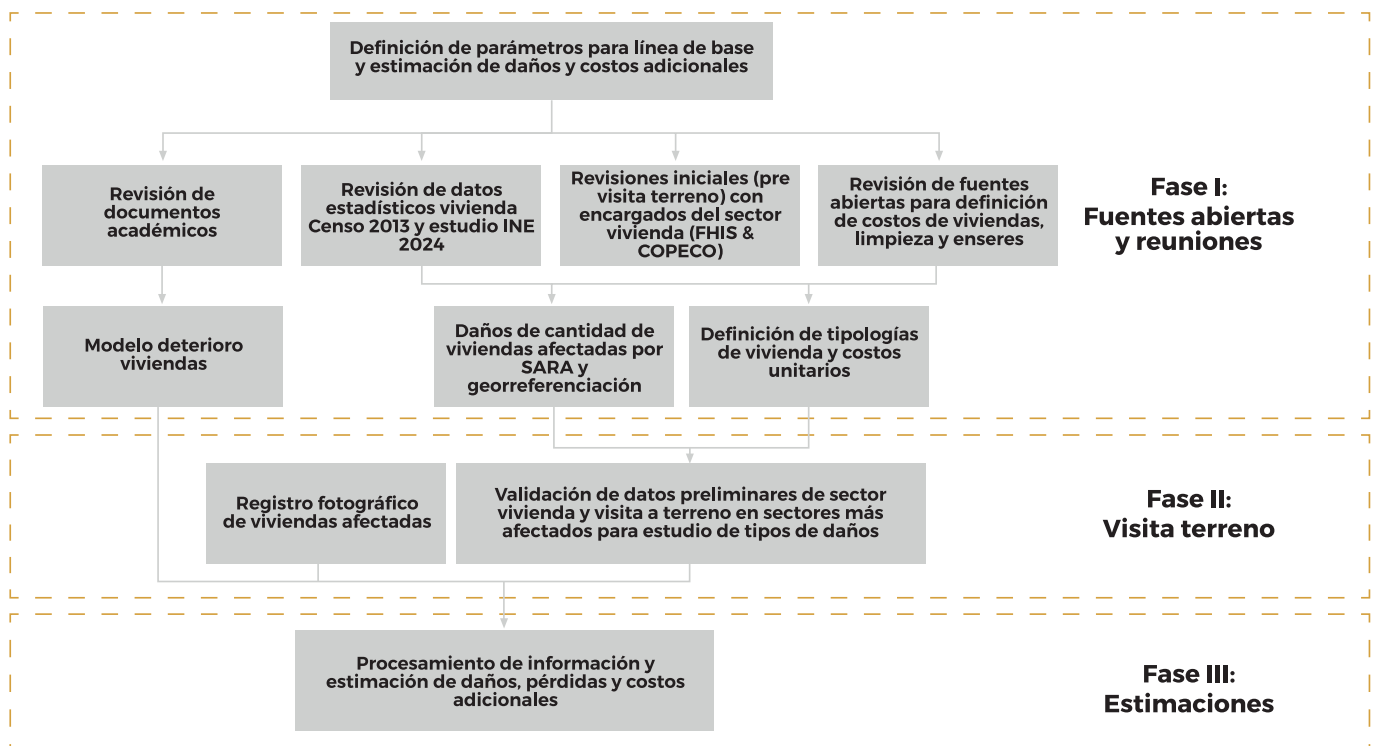 Definición de parámetros para línea de base
y estimación de daños y costos adicionales
Revisión de
documentos
académicos
Revisión de datos
estadísticos vivienda
Censo 2013 y estudio INE
2024
Revisiones iniciales (pre
visita terreno) con
encargados del sector
vivienda (FHIS &
COPECO)
Revisión de fuentes
abiertas para definición
de costos de viviendas,
limpieza y enseres
Fase I:
Fuentes abiertas
y reuniones
Modelo deterioro
viviendas
Daños de cantidad de
viviendas afectadas por
SARA y
georreferenciación
Definición de tipologías
de vivienda y costos
unitarios
Registro fotográfico
de viviendas afectadas
Validación de datos preliminares de sector
vivienda y visita a terreno en sectores más
afectados para estudio de tipos de daños
Fase II:
Visita terreno
Procesamiento de información y
estimación de daños, pérdidas y costos
adicionales
Fase III:
Estimaciones